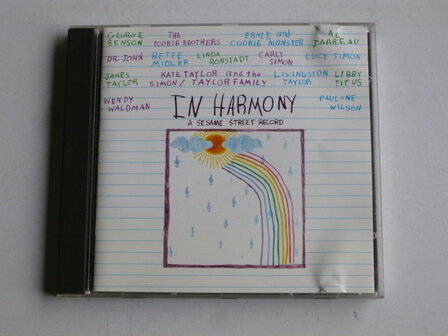 GEORGE BENSON THE DOOBIE BROTHERS ERNIE and COOKIE MONSTER AL JARREAU
DR. JOHN BETTE MIDLER LINDA RONSTADT CARLY SIMON LUCY SIMON
JAMES TAYLOR KATE TAYLOR and the SIMON / TAYLOR FAMILY LIVINGSTON TAYLOR LIBBY TITUS
WENDY WALDMAN PAULINE WILSON
IN HARMONY
A SESAME STREET RECORD